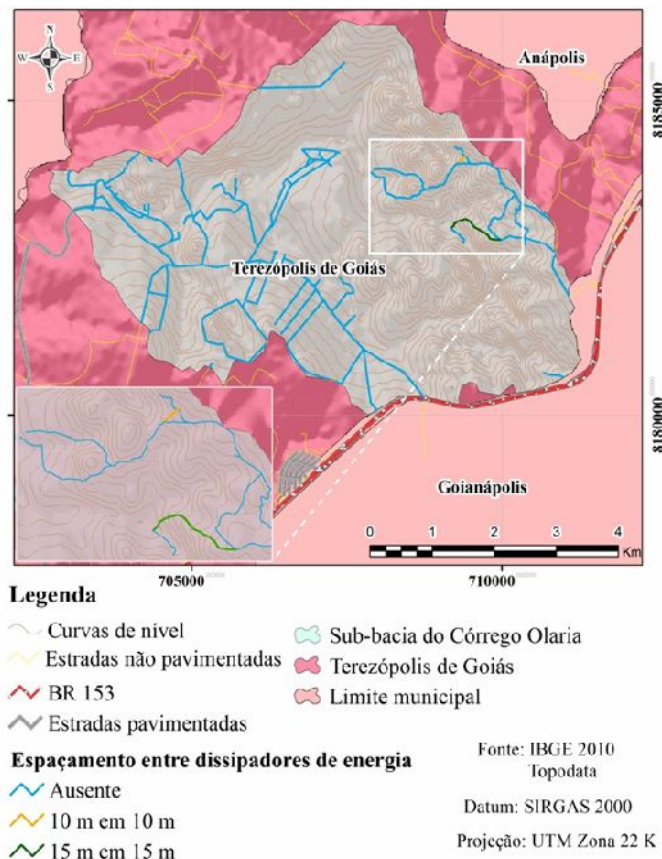 N
W E
S
Anápolis
8185000
Terezópolis de Goiás
8180000
Goianápolis
0 1 2 3 4
Km
705000
710000
Legenda
Curvas de nível
Estradas não pavimentadas
BR 153
Estradas pavimentadas
Sub-bacia do Córrego Olaria
Terezópolis de Goiás
Limite municipal
Espaçamento entre dissipadores de energia
Ausente
10 m em 10 m
15 m em 15 m
Fonte: IBGE 2010
Topodata
Datum: SIRGAS 2000
Projeção: UTM Zona 22 K